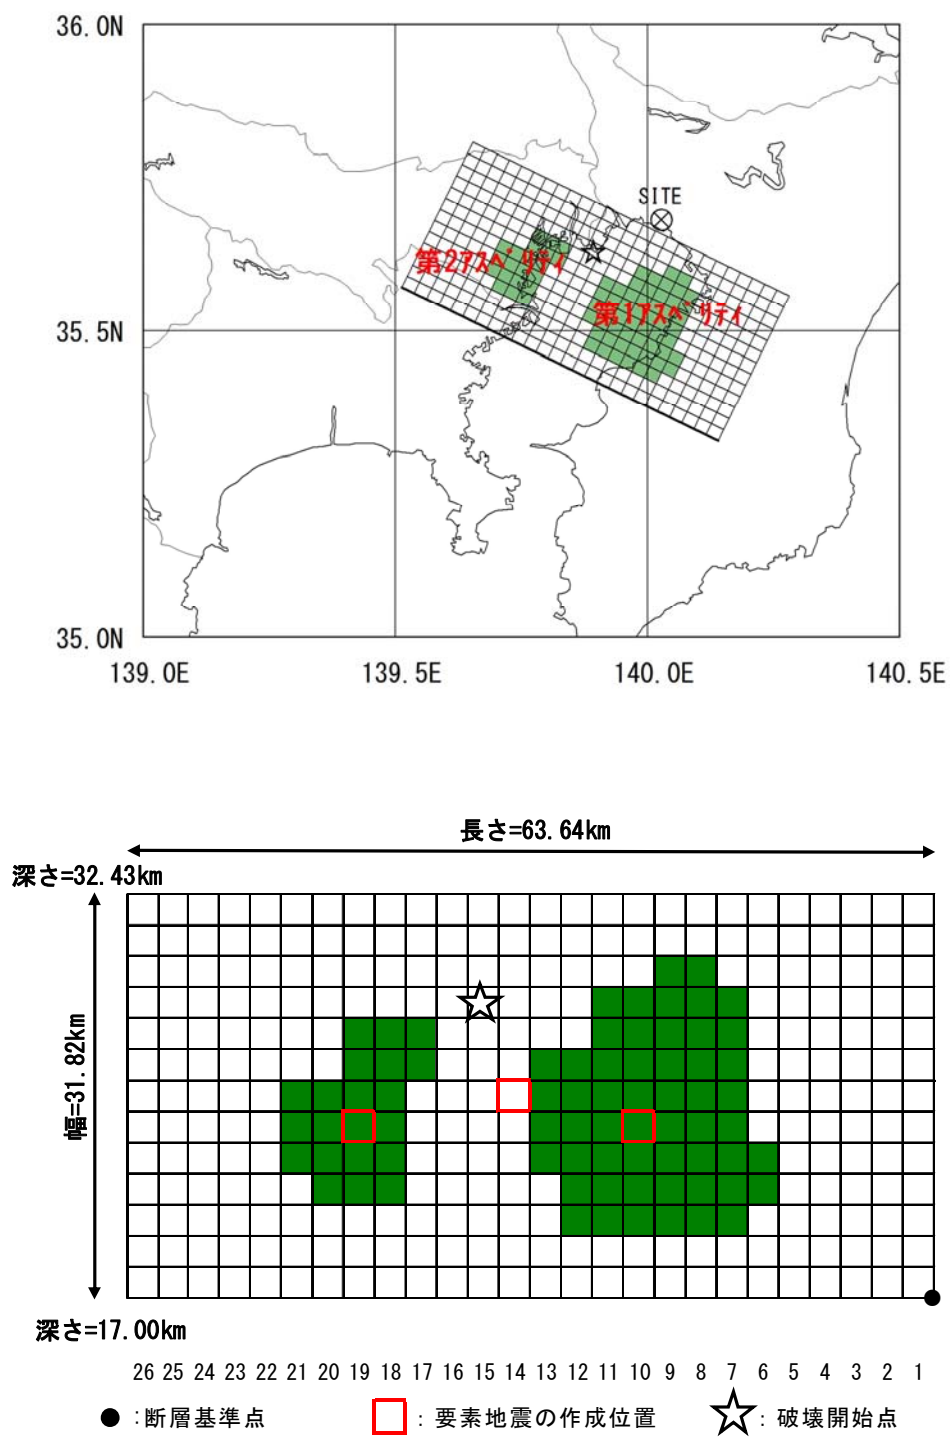 36.0N
SITE
第2ｱｽﾍﾟﾘﾃｨ
第1ｱｽﾍﾟﾘﾃｨ
35.5N
35.0N
139.0E 139.5E 140.0E 140.5E
長さ=63.64km
深さ=32.43km
幅=31.82km
深さ=17.00km
26 25 24 23 22 21 20 19 18 17 16 15 14 13 12 11 10 9 8 7 6 5 4 3 2 1
●：断層基準点 □：要素地震の作成位置 ☆：破壊開始点